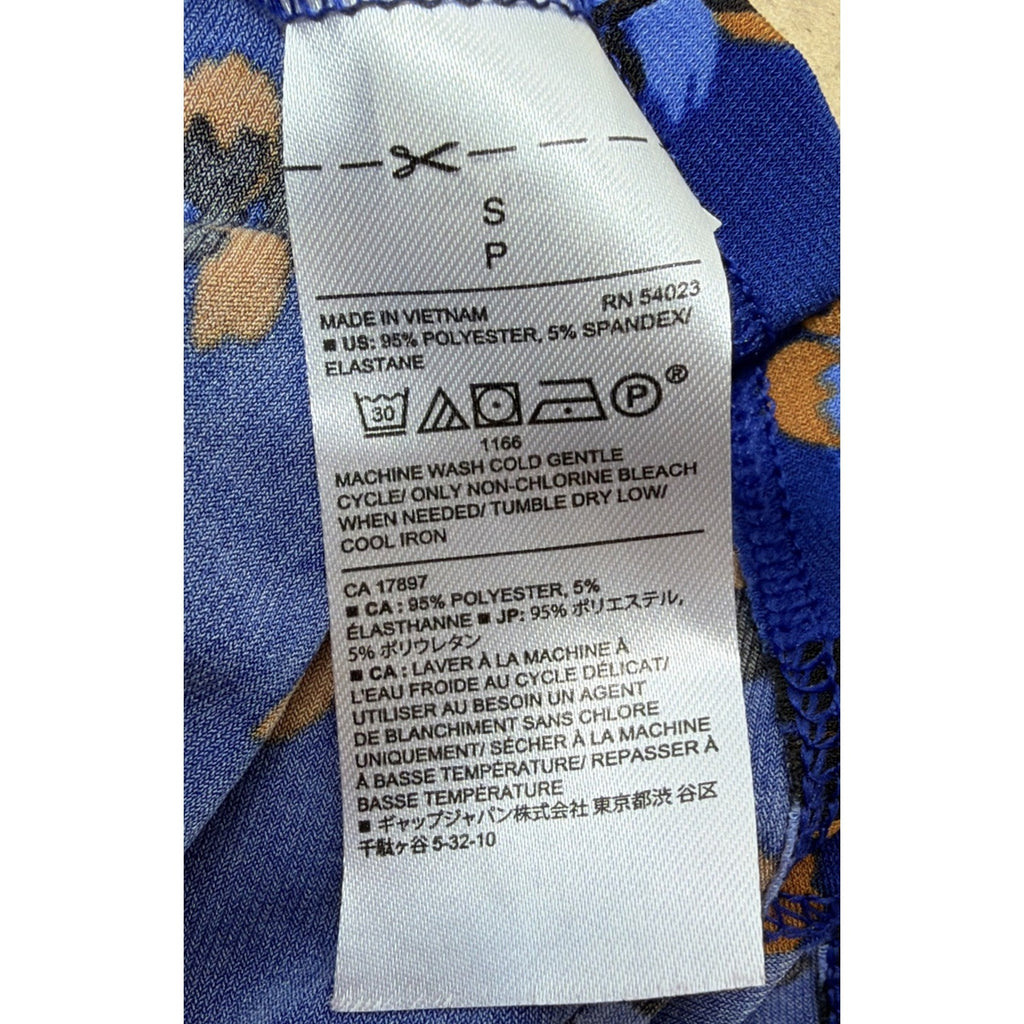 S
P
MADE IN VIETNAM RN 54023
■ US: 95% POLYESTER, 5% SPANDEX/
ELASTANE
30 P ®
1166
MACHINE WASH COLD GENTLE
CYCLE/ ONLY NON-CHLORINE BLEACH
WHEN NEEDED/ TUMBLE DRY LOW/
COOL IRON
CA 17897
■ CA : 95% POLYESTER, 5%
ÉLASTHANNE ■ JP: 95% ポリエステル,
5% ポリウレタン
■ CA : LAVER À LA MACHINE À
L'EAU FROIDE AU CYCLE DÉLICAT/
UTILISER AU BESOIN UN AGENT
DE BLANCHIMENT SANS CHLORE
UNIQUEMENT/ SÉCHER À LA MACHINE
À BASSE TEMPÉRATURE/ REPASSER À
BASSE TEMPÉRATURE
■ ギャップジャパン株式会社 東京都渋 谷区
千駄ヶ谷 5-32-10